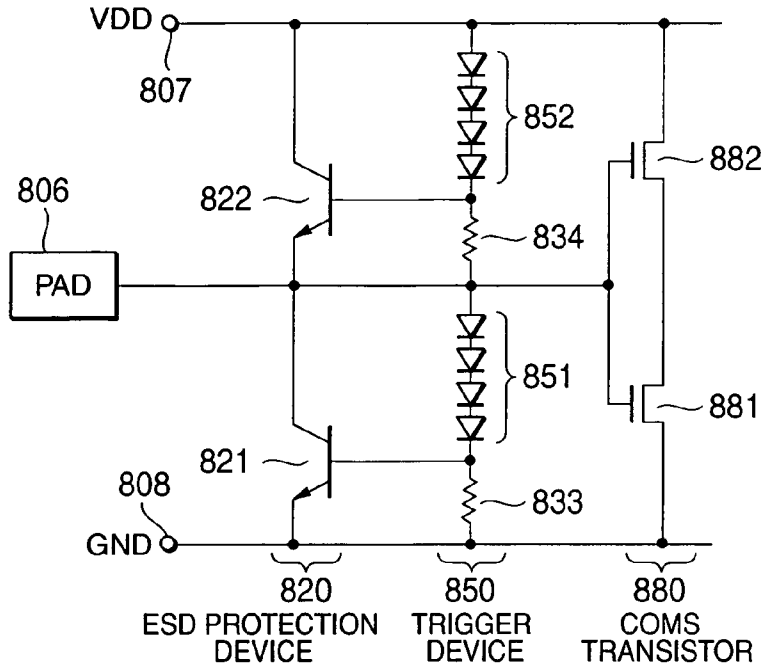 VDD
807
852
882
806
822
834
PAD
851
881
821
808
833
GND
820
850
880
ESD PROTECTION
DEVICE
TRIGGER
DEVICE
COMS
TRANSISTOR